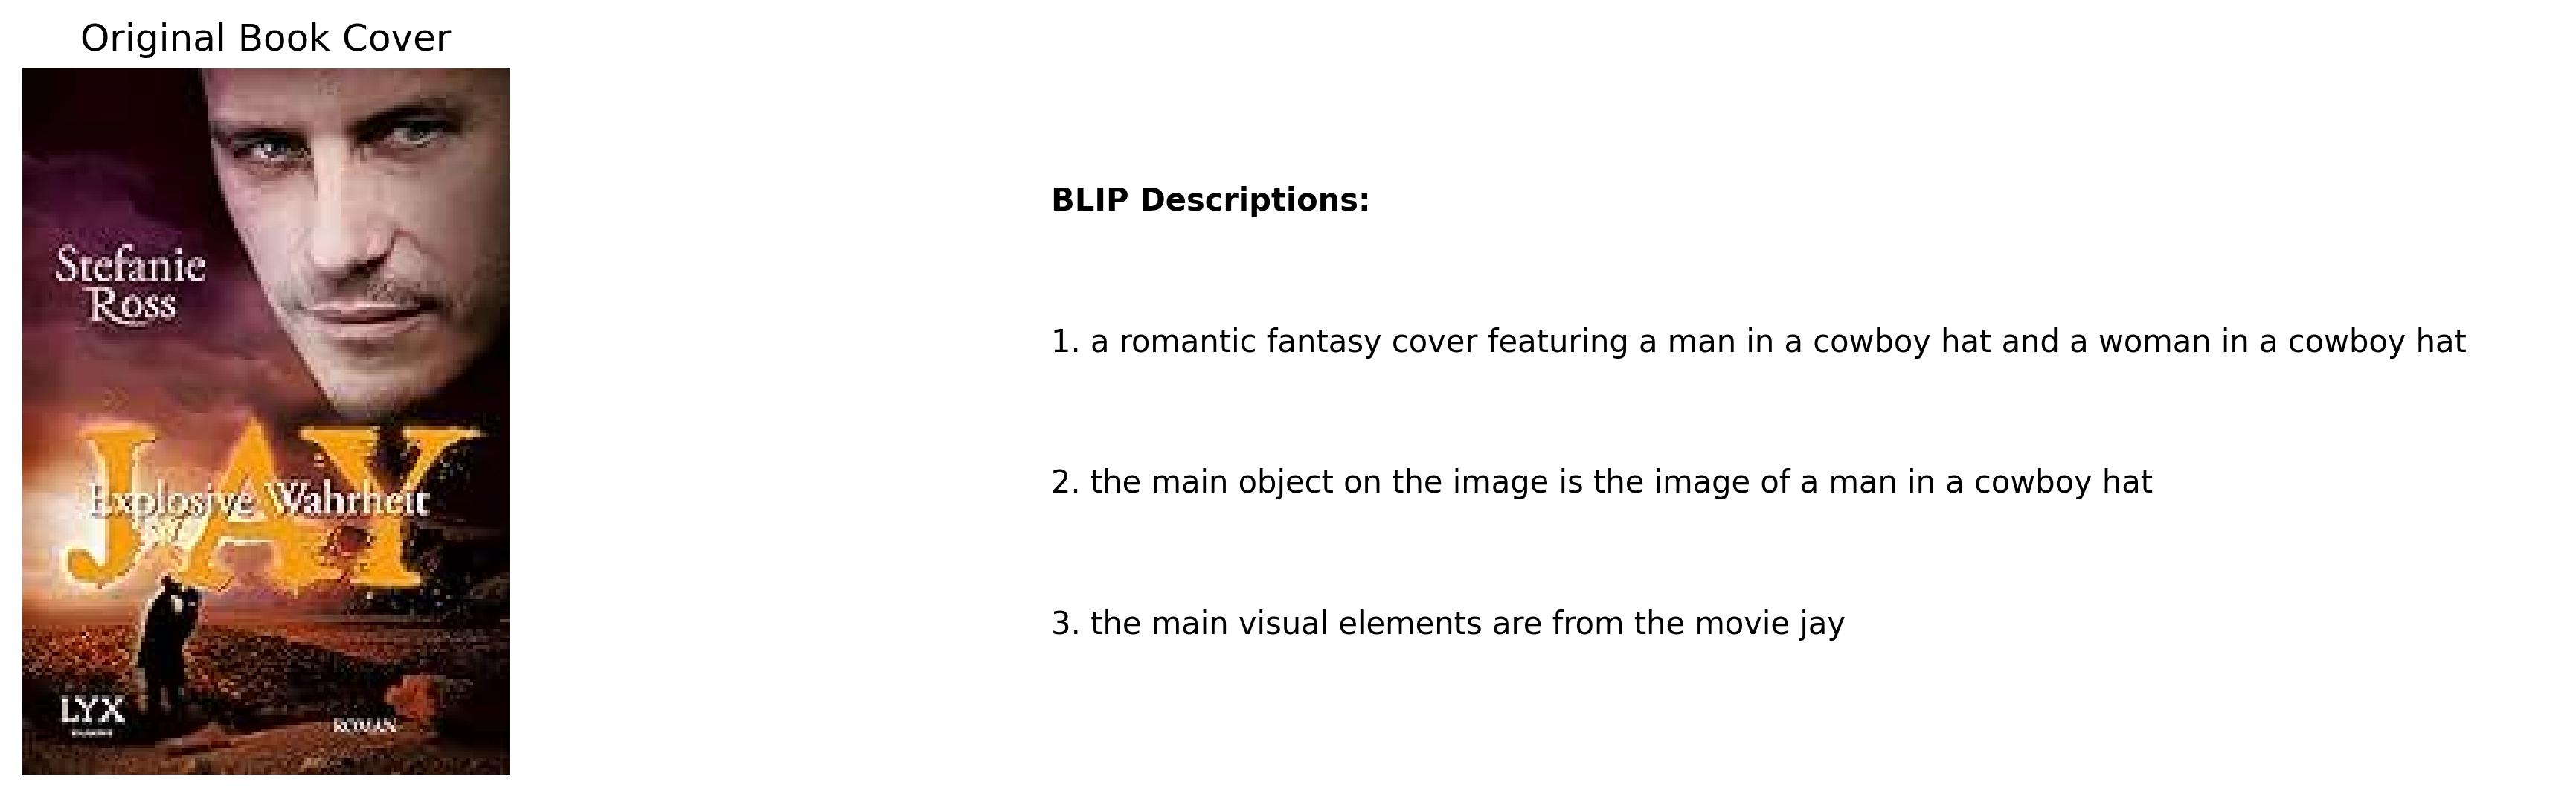 Original Book Cover
Stefanie
Ross
JAY
Explosive Wahrheit
LYX
ROMAN
BLIP Descriptions:
1. a romantic fantasy cover featuring a man in a cowboy hat and a woman in a cowboy hat
2. the main object on the image is the image of a man in a cowboy hat
3. the main visual elements are from the movie jay